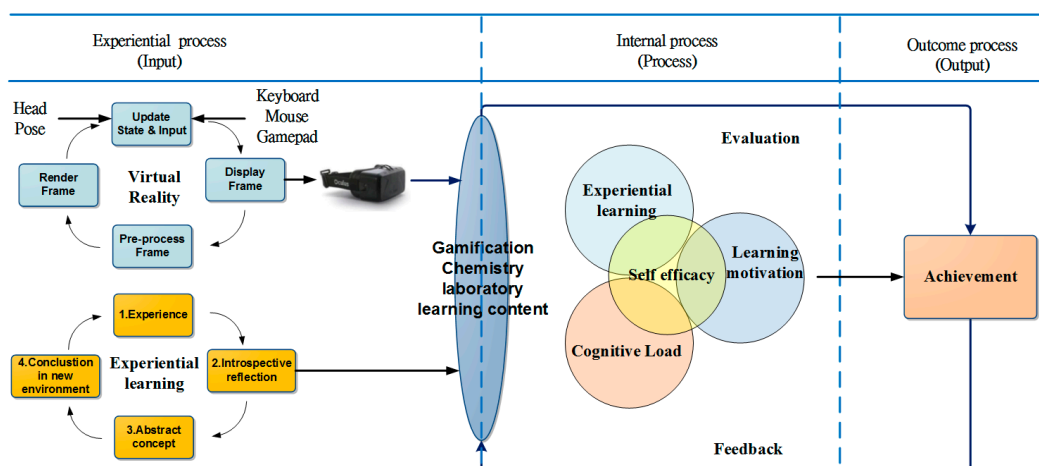 Experiential process
(Input)
Internal process
(Process)
Outcome process
(Output)
Head
Pose
Update
State & Input
Keyboard
Mouse
Gamepad
Render
Frame
Virtual
Reality
Display
Frame
Pre-process
Frame
1.Experience
4.Conclustion
in new
environment
Experiential
learning
2.Introspective
reflection
3.Abstract
concept
Gamification
Chemistry
laboratory
learning content
Evaluation
Experiential
learning
Self efficacy
Learning
motivation
Cognitive Load
Feedback
Achievement